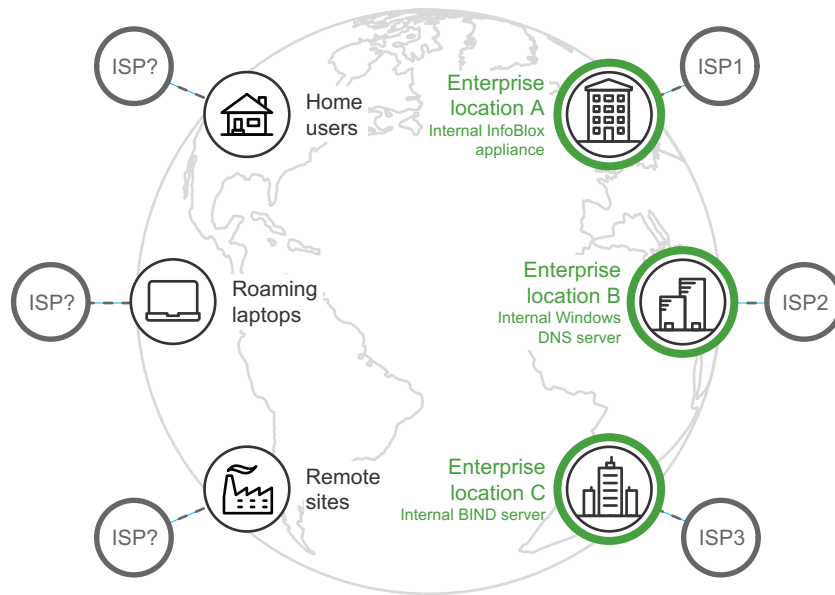 ISP?
Home
users
Enterprise
location A
Internal InfoBlox
appliance
ISP1
ISP?
Roaming
laptops
Enterprise
location B
Internal Windows
DNS server
ISP2
ISP?
Remote
sites
Enterprise
location C
Internal BIND server
ISP3